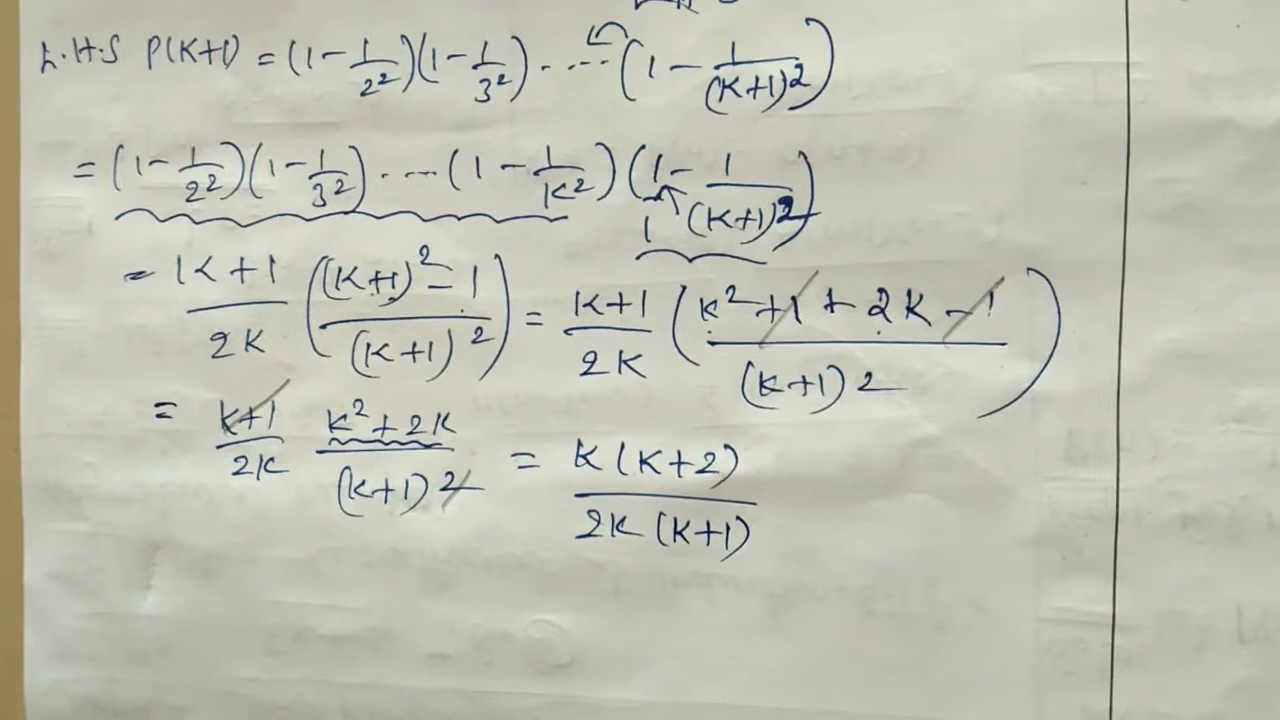 L.H.S P(K+1) = (1 - 1/2²)(1 - 1/3²) ..... (1 - 1/(K+1)²)
= (1 - 1/2²)(1 - 1/3²) ..... (1 - 1/K²)(1/1 - 1/(K+1)²)
= K+1/2K ((K+1)² - 1/(K+1)²) = K+1/2K (K² + 1 + 2K - 1/(K+1)²)
= K+1/2K K² + 2K/(K+1)² = K(K+2)/2K(K+1)